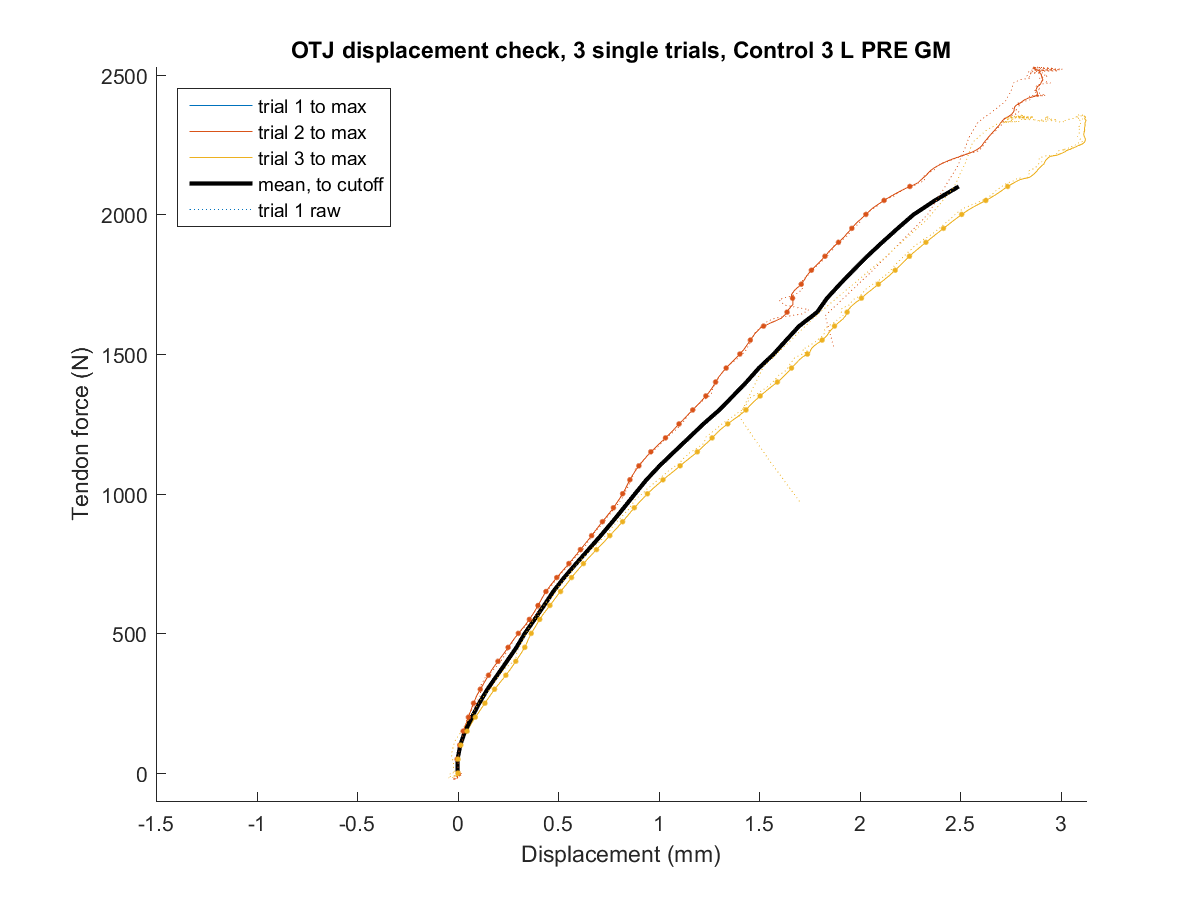 OTJ displacement check, 3 single trials, Control 3 L PRE GM
trial 1 to max
trial 2 to max
trial 3 to max
mean, to cutoff
trial 1 raw
2500
2000
1500
1000
500
0
Tendon force (N)
-1.5 -1 -0.5 0 0.5 1 1.5 2 2.5 3
Displacement (mm)